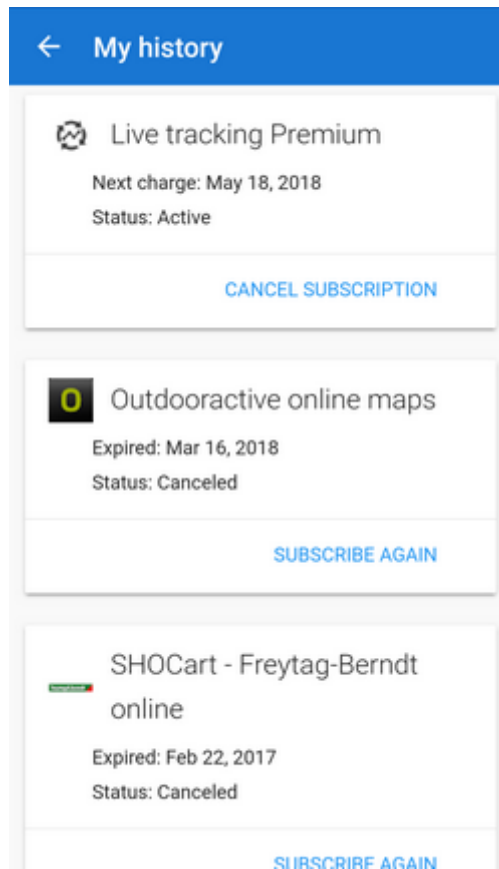 My history
Live tracking Premium
Next charge: May 18, 2018
Status: Active
CANCEL SUBSCRIPTION
O
Outdooractive online maps
Expired: Mar 16, 2018
Status: Canceled
SUBSCRIBE AGAIN
SHOCart - Freytag-Berndt
online
Expired: Feb 22, 2017
Status: Canceled
SUBSCRIBE AGAIN